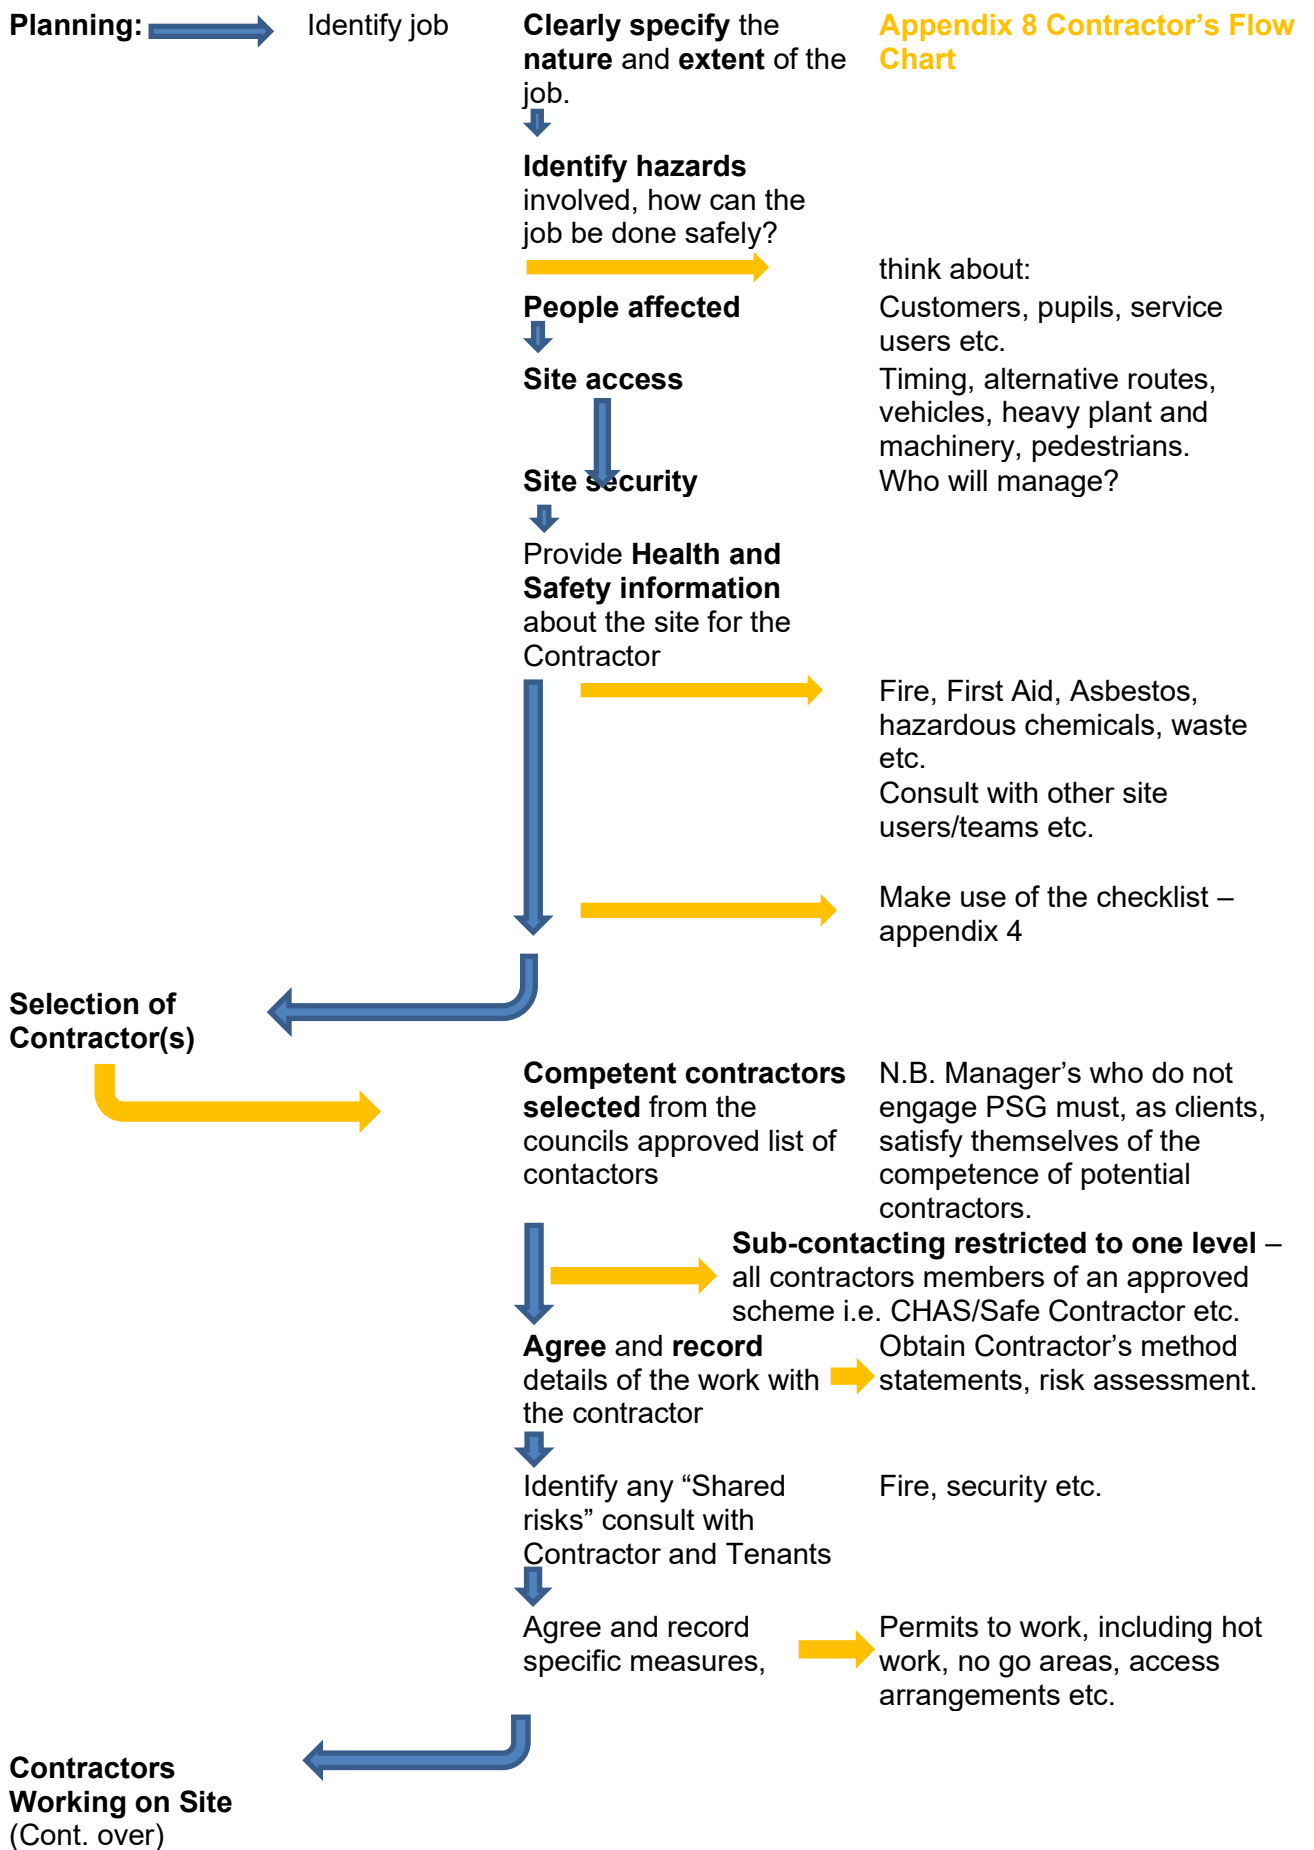 Planning:
Identify job
Clearly specify the
nature and extent of the
job.
Appendix 8 Contractor’s Flow
Chart
Identify hazards
involved, how can the
job be done safely?
think about:
People affected
Customers, pupils, service
users etc.
Site access
Timing, alternative routes,
vehicles, heavy plant and
machinery, pedestrians.
Site security
Who will manage?
Provide Health and
Safety information
about the site for the
Contractor
Fire, First Aid, Asbestos,
hazardous chemicals, waste
etc.
Consult with other site
users/teams etc.
Make use of the checklist –
appendix 4
Selection of
Contractor(s)
Competent contractors
selected from the
councils approved list of
contactors
N.B. Manager’s who do not
engage PSG must, as clients,
satisfy themselves of the
competence of potential
contractors.
Sub-contacting restricted to one level –
all contractors members of an approved
scheme i.e. CHAS/Safe Contractor etc.
Agree and record
details of the work with
the contractor
Obtain Contractor’s method
statements, risk assessment.
Identify any “Shared
risks” consult with
Contractor and Tenants
Fire, security etc.
Agree and record
specific measures,
Permits to work, including hot
work, no go areas, access
arrangements etc.
Contractors
Working on Site
(Cont. over)